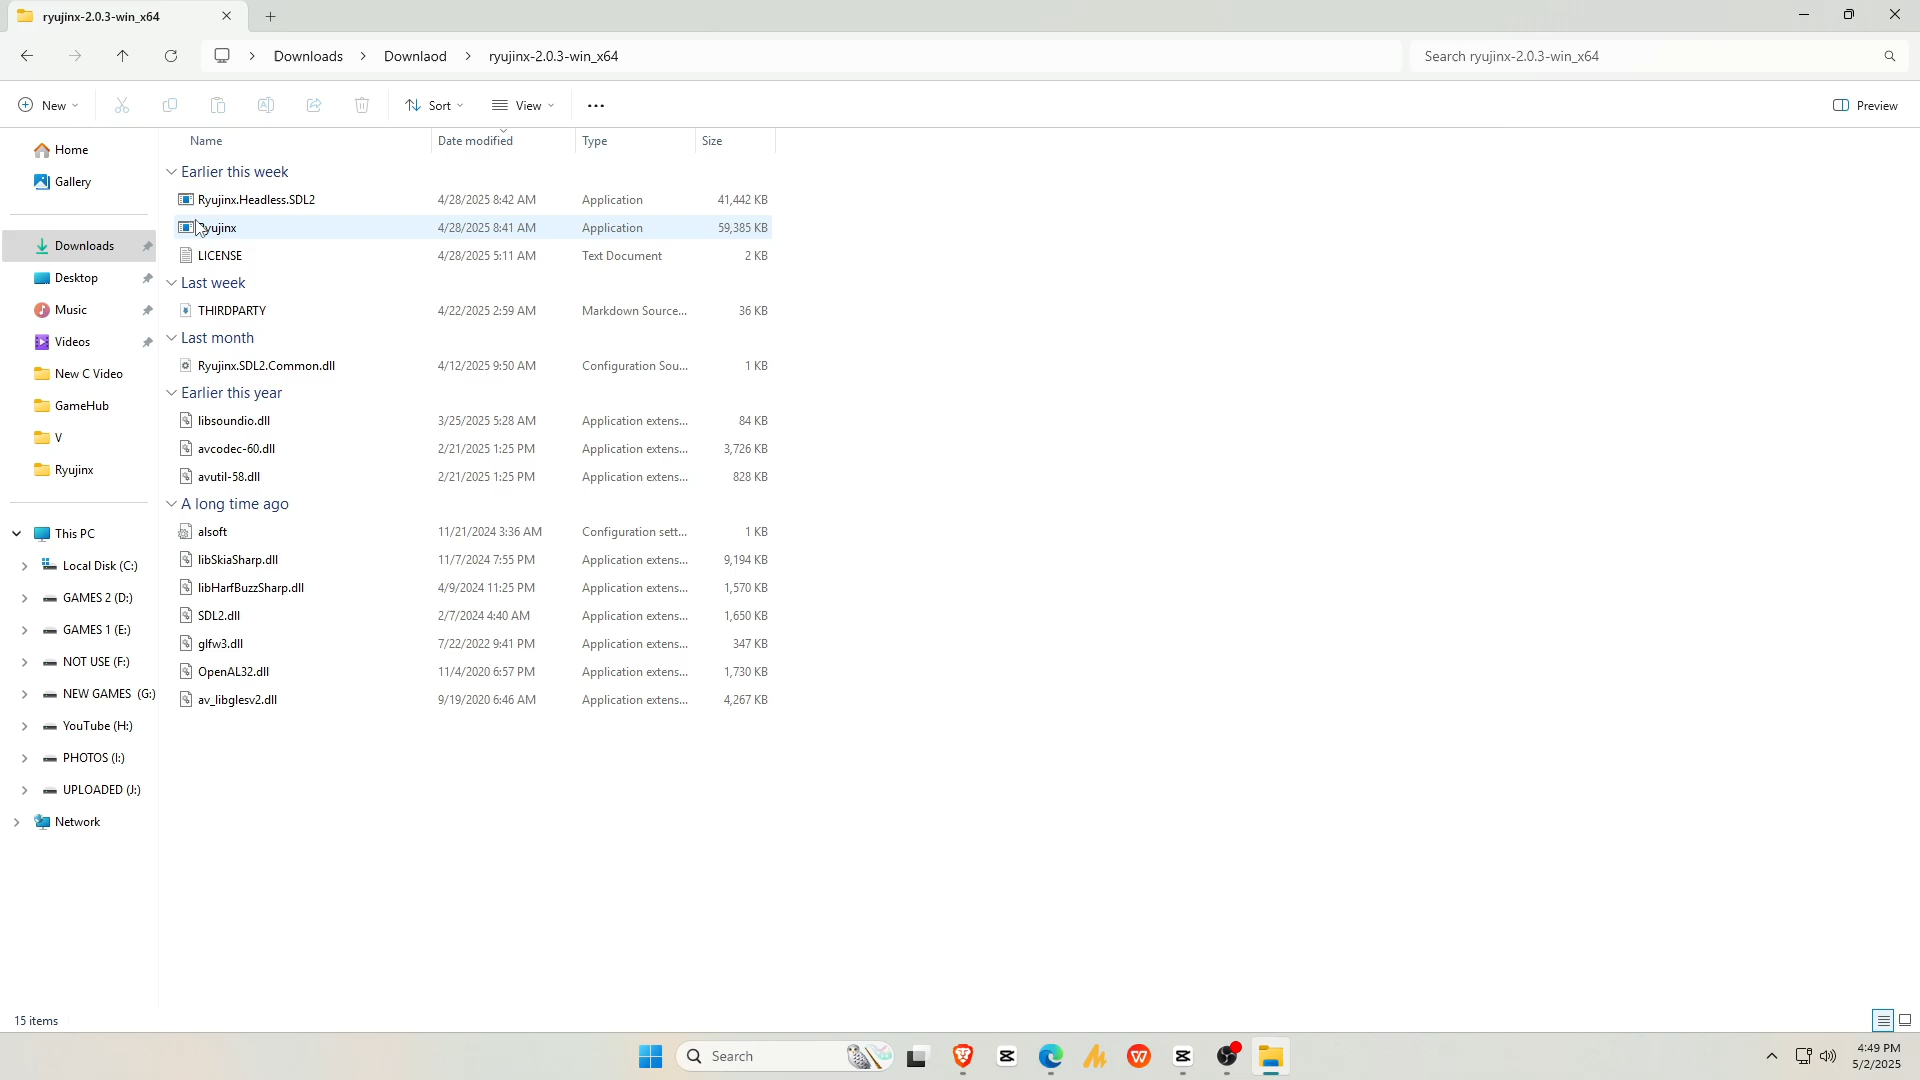 ryujinx-2.0.3-win_x64
Downloads > Downlaod > ryujinx-2.0.3-win_x64
Search ryujinx-2.0.3-win_x64
New
Sort
View
Preview
Name Date modified Type Size
Home
Gallery
Downloads
Desktop
Music
Videos
New C Video
GameHub
V
Ryujinx
This PC
Local Disk (C:)
GAMES 2 (D:)
GAMES 1 (E:)
NOT USE (F:)
NEW GAMES (G:)
YouTube (H:)
PHOTOS (I:)
UPLOADED (J:)
Network
Earlier this week
Ryujinx.Headless.SDL2 4/28/2025 8:42 AM Application 41,442 KB
Ryujinx 4/28/2025 8:41 AM Application 59,385 KB
LICENSE 4/28/2025 5:11 AM Text Document 2 KB
Last week
THIRDPARTY 4/22/2025 2:59 AM Markdown Source... 36 KB
Last month
Ryujinx.SDL2.Common.dll 4/12/2025 9:50 AM Configuration Sou... 1 KB
Earlier this year
libsoundio.dll 3/25/2025 5:28 AM Application extens... 84 KB
avcodec-60.dll 2/21/2025 1:25 PM Application extens... 3,726 KB
avutil-58.dll 2/21/2025 1:25 PM Application extens... 828 KB
A long time ago
alsoft 11/21/2024 3:36 AM Configuration sett... 1 KB
libSkiaSharp.dll 11/7/2024 7:55 PM Application extens... 9,194 KB
libHarfBuzzSharp.dll 4/9/2024 11:25 PM Application extens... 1,570 KB
SDL2.dll 2/7/2024 4:40 AM Application extens... 1,650 KB
glfw3.dll 7/22/2022 9:41 PM Application extens... 347 KB
OpenAL32.dll 11/4/2020 6:57 PM Application extens... 1,730 KB
av_libglesv2.dll 9/19/2020 6:46 AM Application extens... 4,267 KB
15 items
Search
4:49 PM
5/2/2025